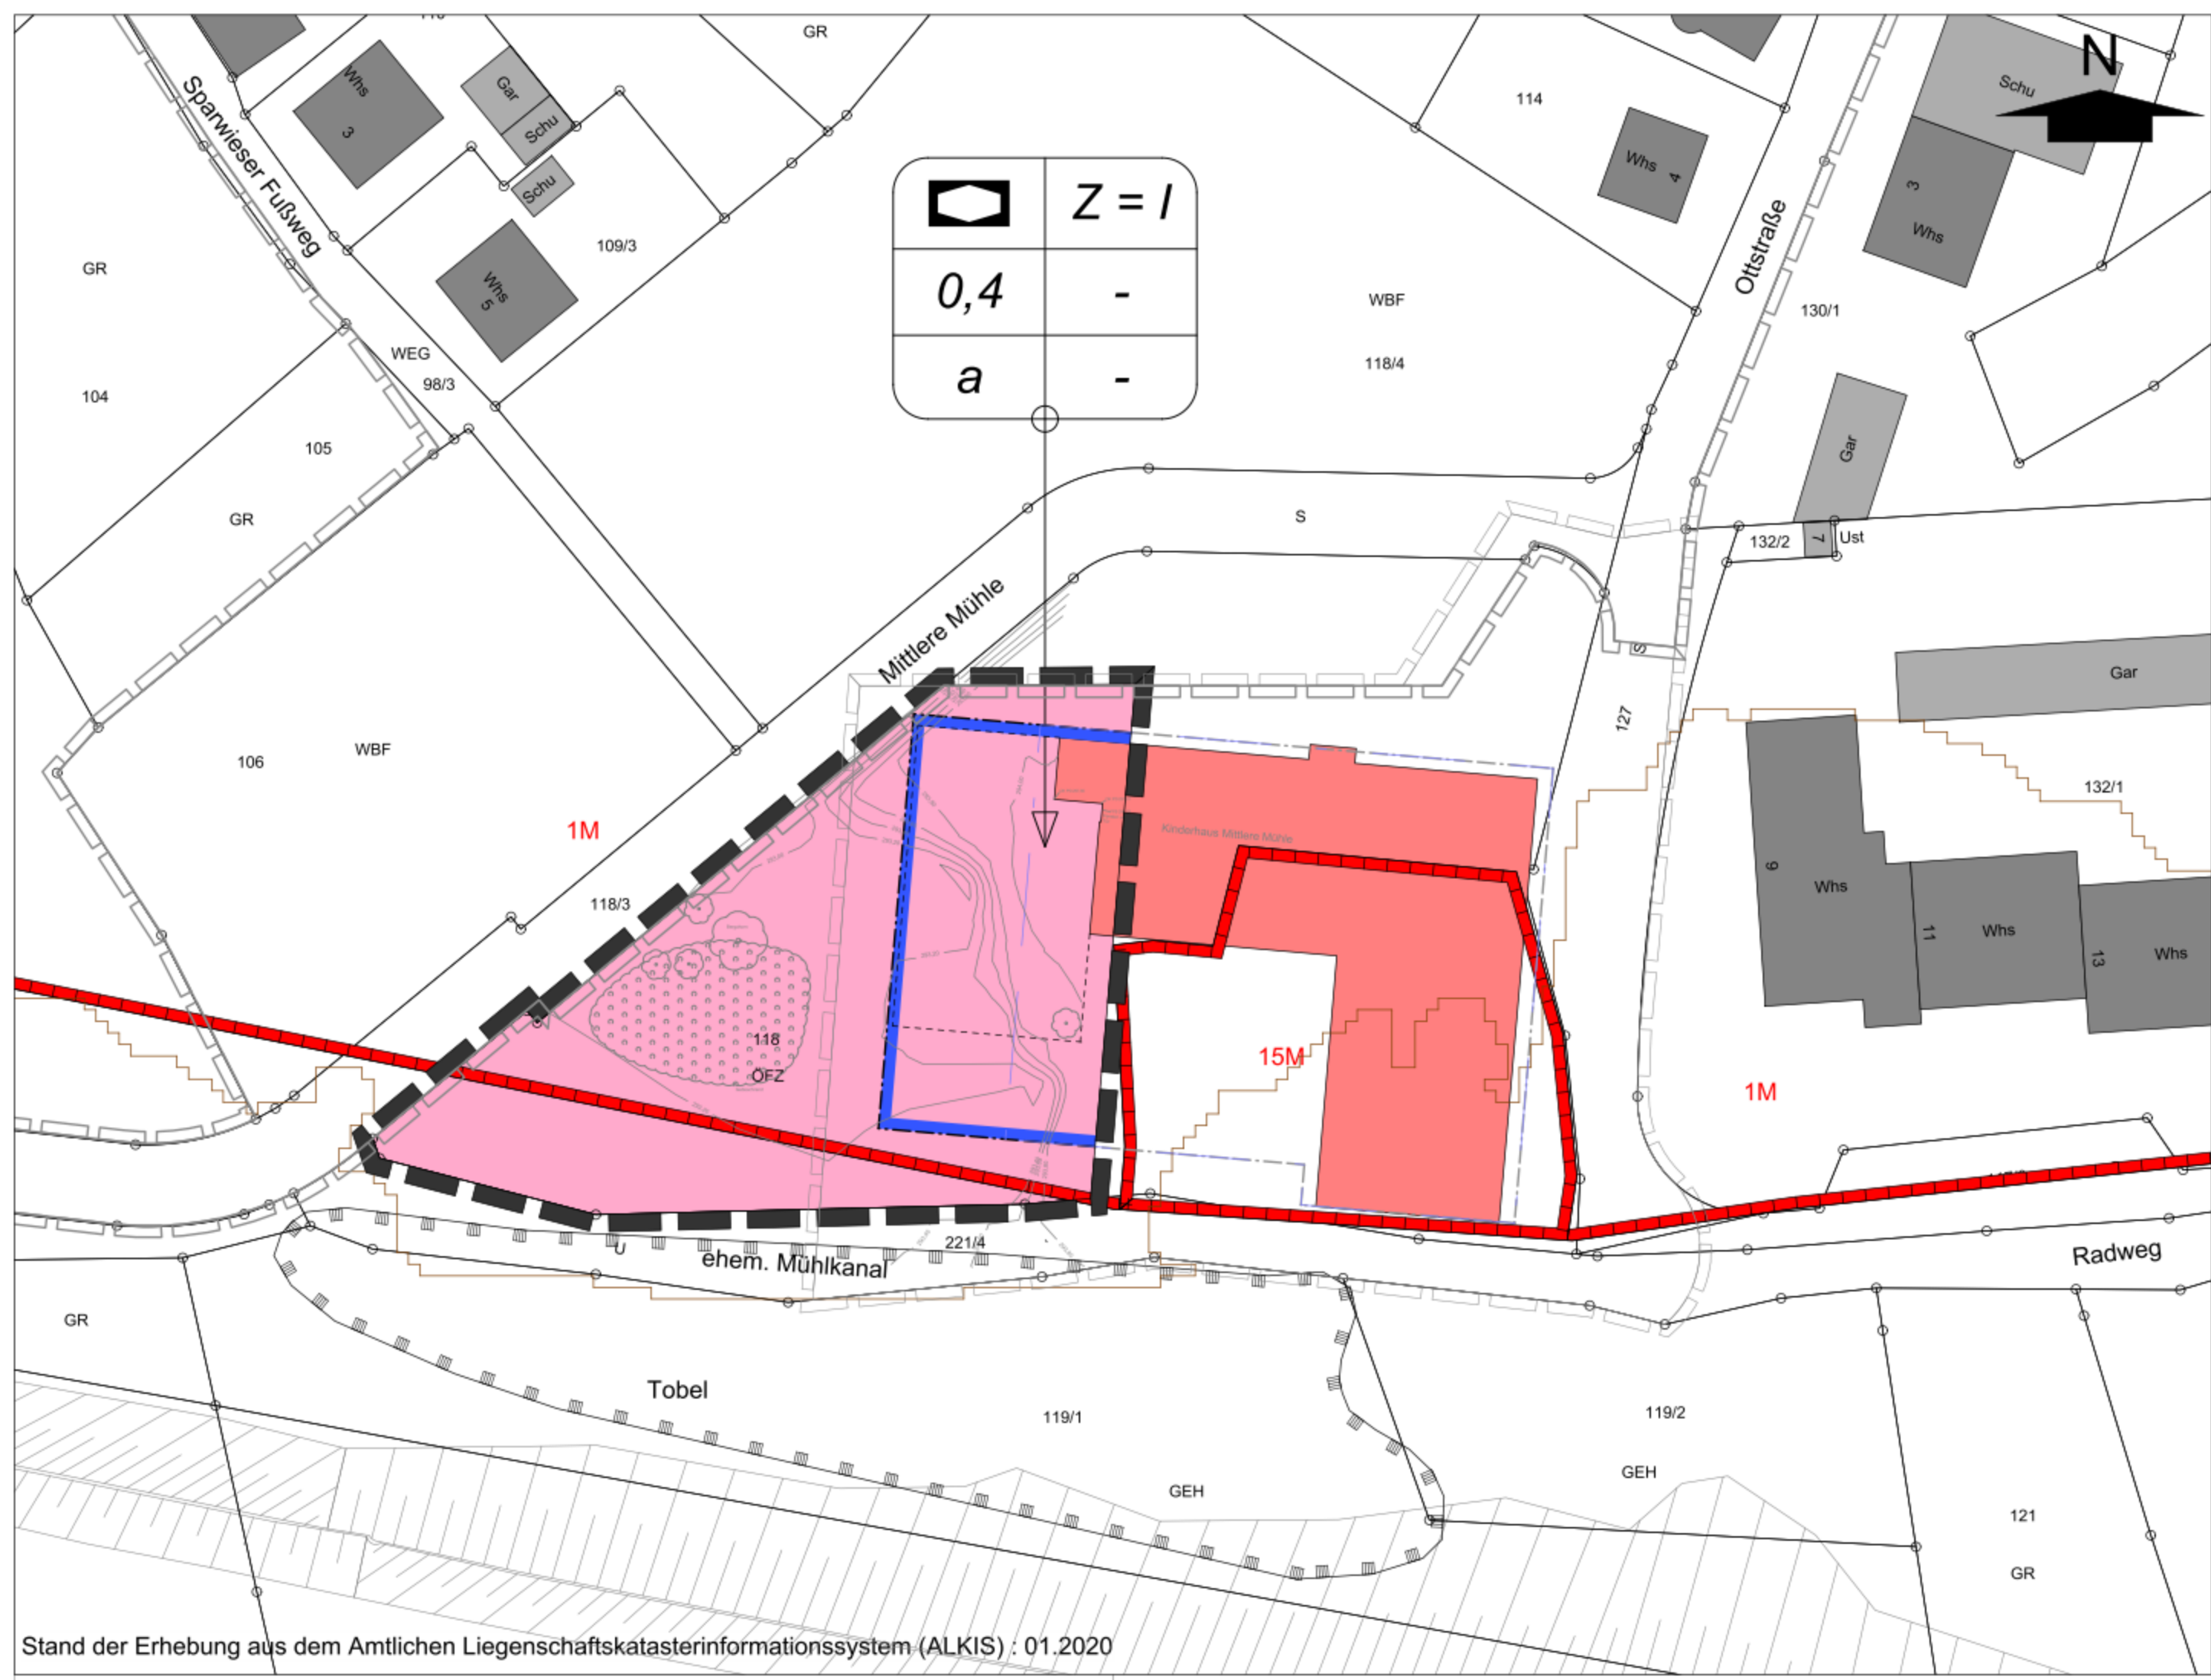 GR
N
Schu
Whs
3
Gar
Schu
Schu
Sparwieser Fußweg
114
Whs
4
3
Whs
Z = I
0,4
-
a
-
109/3
Whs
5
GR
104
WEG
98/3
105
GR
WBF
118/4
Ottstraße
130/1
Gar
132/2
7
Ust
S
S
Mittlere Mühle
Gar
127
106
WBF
1M
132/1
Kinderhaus Mittlere Mühle
9
Whs
118/3
11
Whs
13
Whs
118
ÖFZ
15M
1M
U
ehem. Mühlkanal
221/4
Radweg
GR
Tobel
119/1
119/2
GEH
GEH
121
GR
Stand der Erhebung aus dem Amtlichen Liegenschaftskatasterinformationssystem (ALKIS) : 01.2020